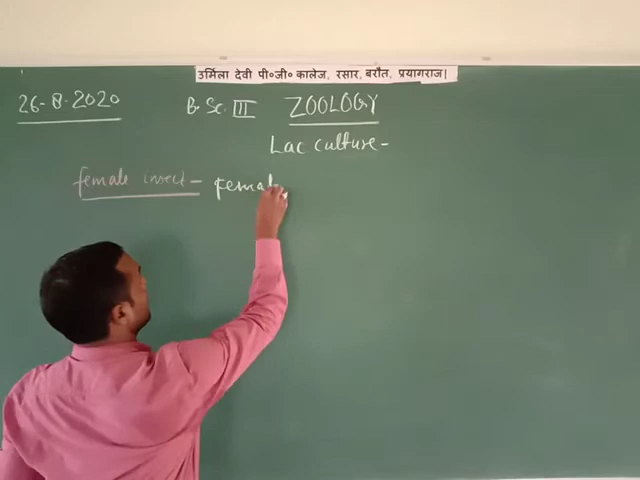 उर्मिला देवी पी०जी० कालेज, रसार, बरौत, प्रयागराज।
26-8-2020 B.Sc. III ZOOLOGY
Lac culture-
female insect- femal